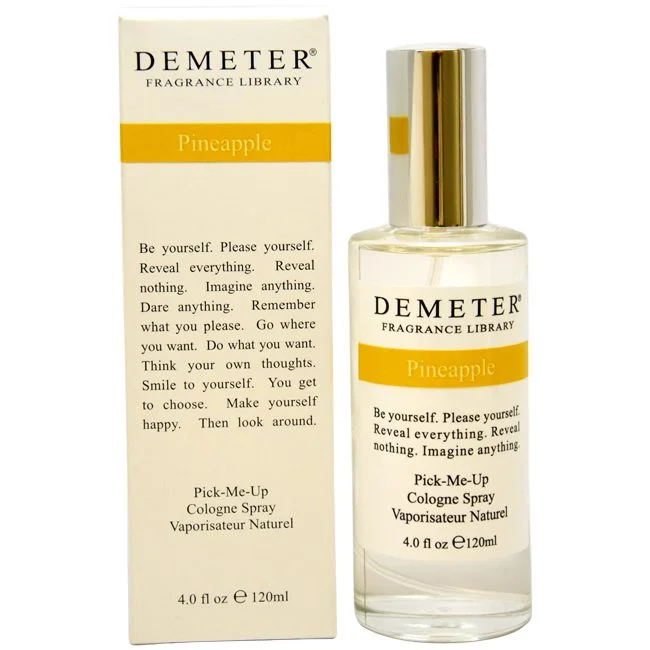 DEMETER®
FRAGRANCE LIBRARY
Pineapple
Be yourself. Please yourself.
Reveal everything. Reveal
nothing. Imagine anything.
Dare anything. Remember
what you please. Go where
you want. Do what you want.
Think your own thoughts.
Smile to yourself. You get
to choose. Make yourself
happy. Then look around.
Pick-Me-Up
Cologne Spray
Vaporisateur Naturel
4.0 fl oz ℮ 120ml
DEMETER®
FRAGRANCE LIBRARY
Pineapple
Be yourself. Please yourself.
Reveal everything. Reveal
nothing. Imagine anything.
Pick-Me-Up
Cologne Spray
Vaporisateur Naturel
4.0 fl oz ℮120ml